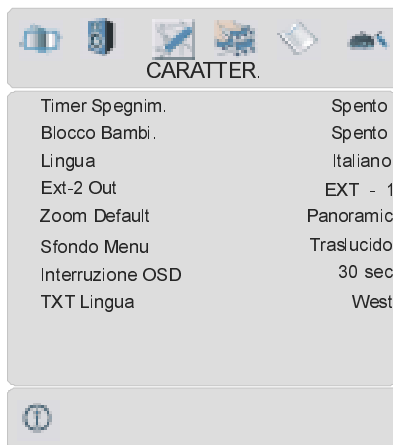 CARATTER.
Timer Spegnim. Spento
Blocco Bambi. Spento
Lingua Italiano
Ext-2 Out EXT - 1
Zoom Default Panoramic
Sfondo Menu Traslucido
Interruzione OSD 30 sec
TXT Lingua West